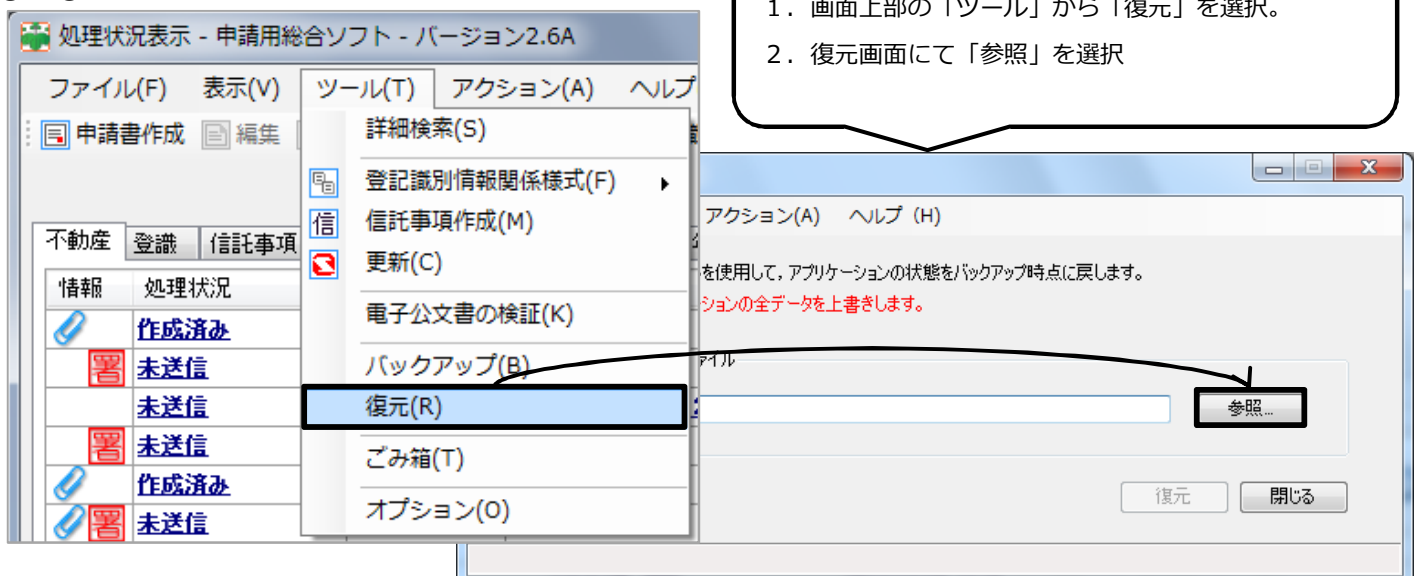 1．画面上部の「ツール」から「復元」を選択。
2．復元画面にて「参照」を選択
処理状況表示 - 申請用総合ソフト - バージョン2.6A
ファイル(F) 表示(V) ツール(T) アクション(A) ヘルプ
申請書作成 編集
詳細検索(S)
登記識別情報関係様式(F)
信 信託事項作成(M)
更新(C)
電子公文書の検証(K)
バックアップ(B)
復元(R)
ごみ箱(T)
オプション(O)
不動産 登識 信託事項
情報 処理状況
作成済み
署 未送信
未送信
署 未送信
作成済み
署 未送信
アクション(A) ヘルプ (H)
を使用して，アプリケーションの状態をバックアップ時点に戻します。
ションの全データを上書きします。
ァイル
参照...
復元 閉じる